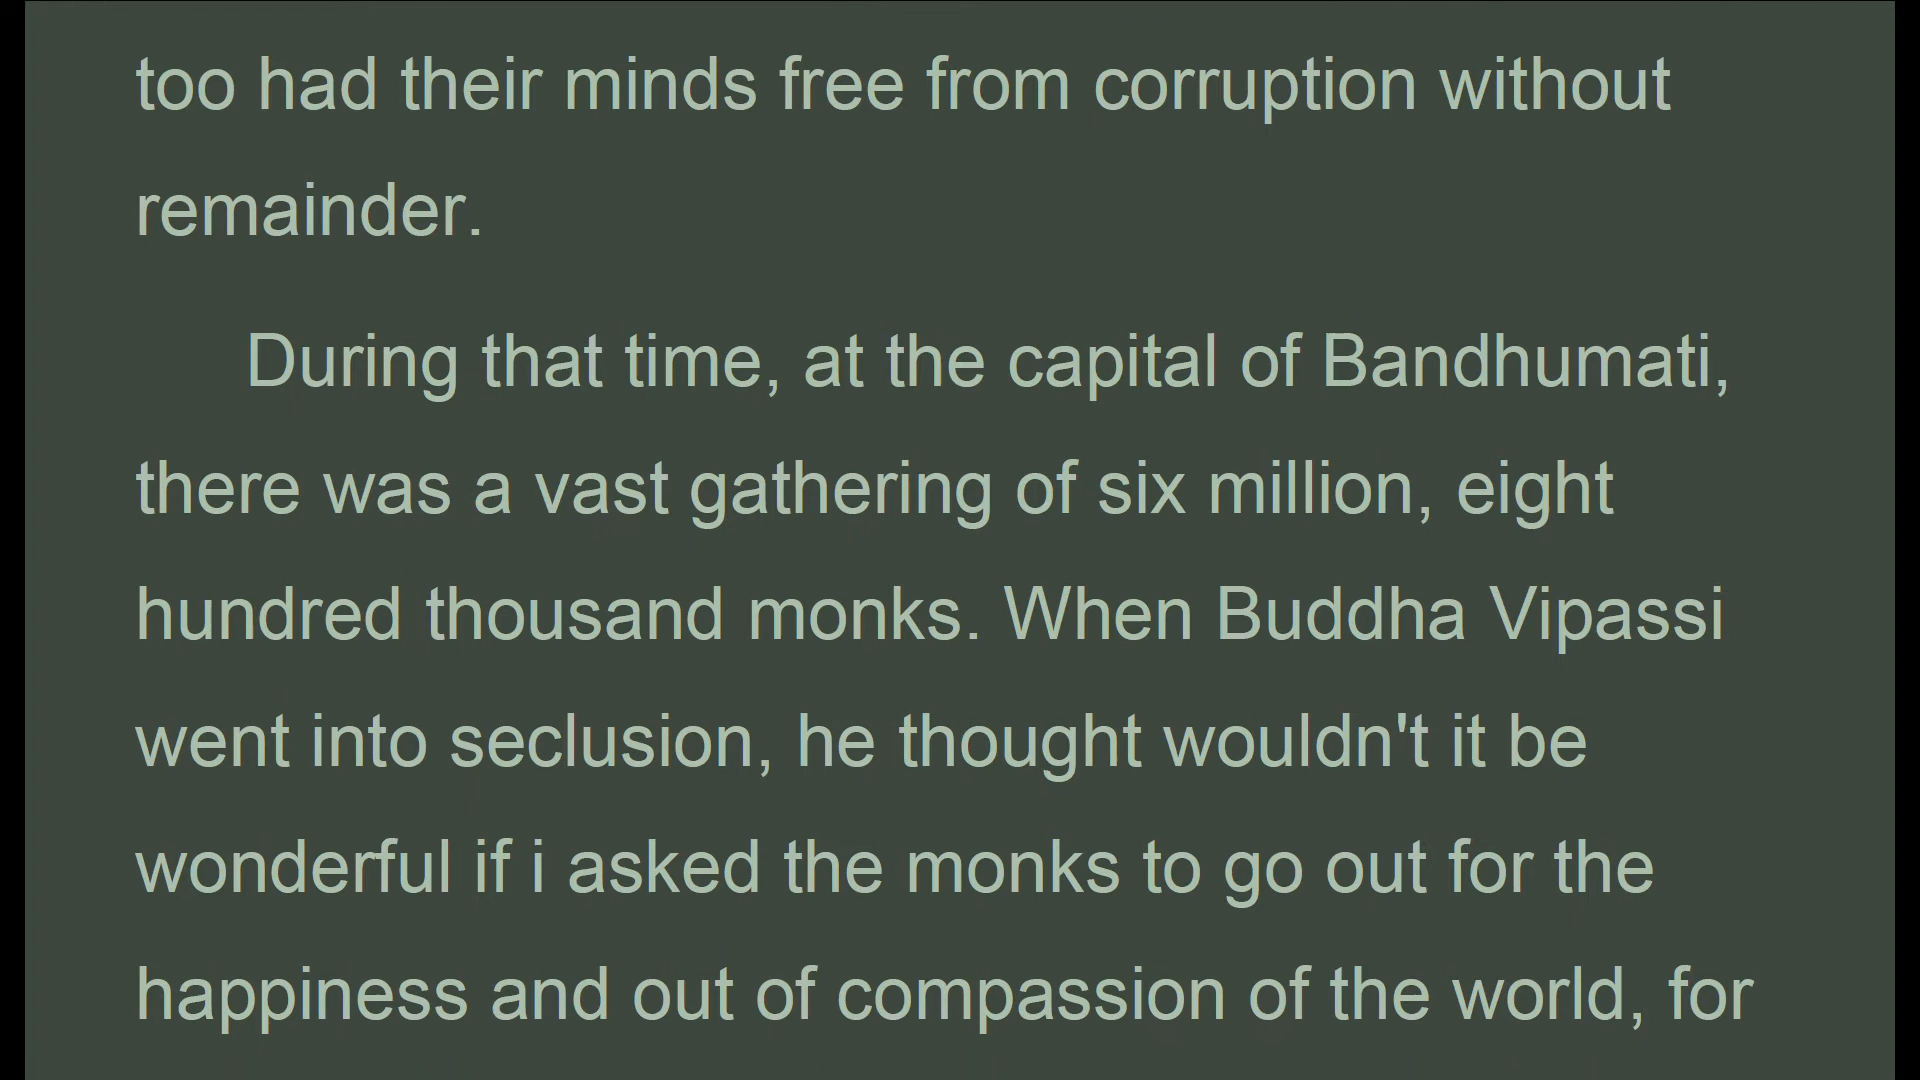 too had their minds free from corruption without
remainder.
During that time, at the capital of Bandhumati,
there was a vast gathering of six million, eight
hundred thousand monks. When Buddha Vipassi
went into seclusion, he thought wouldn't it be
wonderful if i asked the monks to go out for the
happiness and out of compassion of the world, for